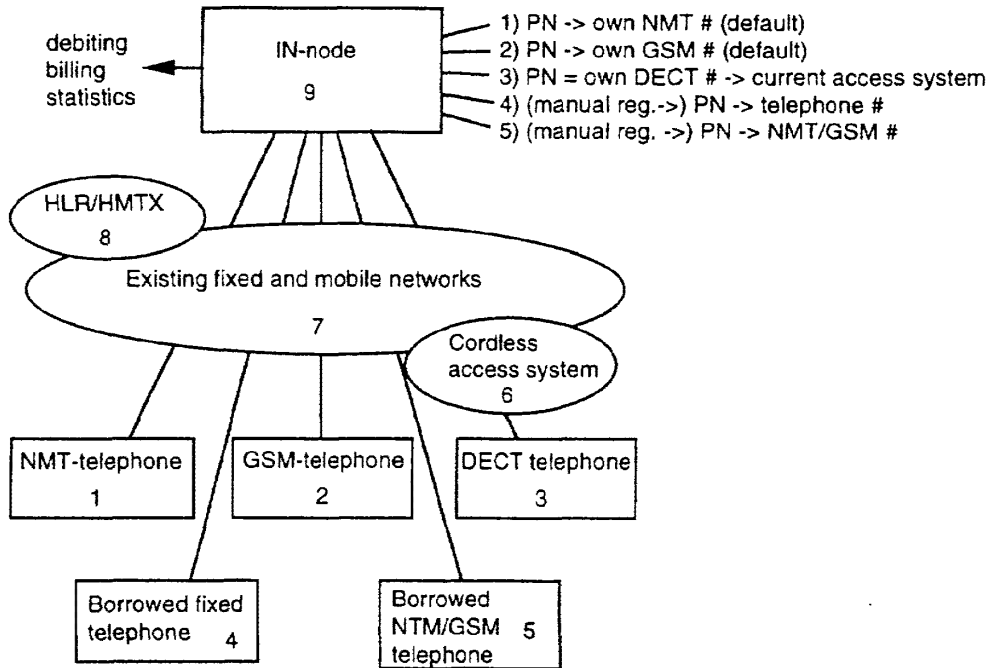 debiting
billing
statistics
IN-node
9
1) PN -> own NMT # (default)
2) PN -> own GSM # (default)
3) PN = own DECT # -> current access system
4) (manual reg.->) PN -> telephone #
5) (manual reg. ->) PN -> NMT/GSM #
HLR/HMTX
8
Existing fixed and mobile networks
7
Cordless
access system
6
NMT-telephone
1
GSM-telephone
2
DECT telephone
3
Borrowed fixed
telephone 4
Borrowed
NTM/GSM 5
telephone